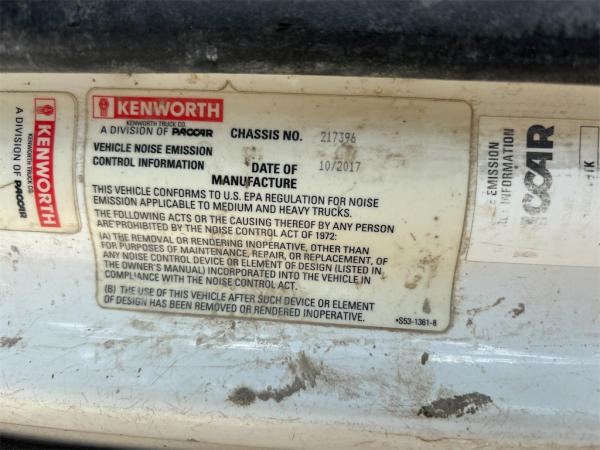 KENWORTH
KENWORTH TRUCK CO.
A DIVISION OF PACCAR
CHASSIS NO. 217396
VEHICLE NOISE EMISSION
CONTROL INFORMATION
DATE OF 10/2017
MANUFACTURE
THIS VEHICLE CONFORMS TO U.S. EPA REGULATION FOR NOISE
EMISSION APPLICABLE TO MEDIUM AND HEAVY TRUCKS.
THE FOLLOWING ACTS OR THE CAUSING THEREOF BY ANY PERSON
ARE PROHIBITED BY THE NOISE CONTROL ACT OF 1972:
(A) THE REMOVAL OR RENDERING INOPERATIVE, OTHER THAN
FOR PURPOSES OF MAINTENANCE, REPAIR, OR REPLACEMENT, OF
ANY NOISE CONTROL DEVICE OR ELEMENT OF DESIGN (LISTED IN
THE OWNER'S MANUAL) INCORPORATED INTO THE VEHICLE IN
COMPLIANCE WITH THE NOISE CONTROL ACT.
(B) THE USE OF THIS VEHICLE AFTER SUCH DEVICE OR ELEMENT
OF DESIGN HAS BEEN REMOVED OR RENDERED INOPERATIVE.
*S53-1361-8
KENWORTH
KENWORTH TRUCK CO.
A DIVISION OF PACCAR
EMISSION
INFORMATION